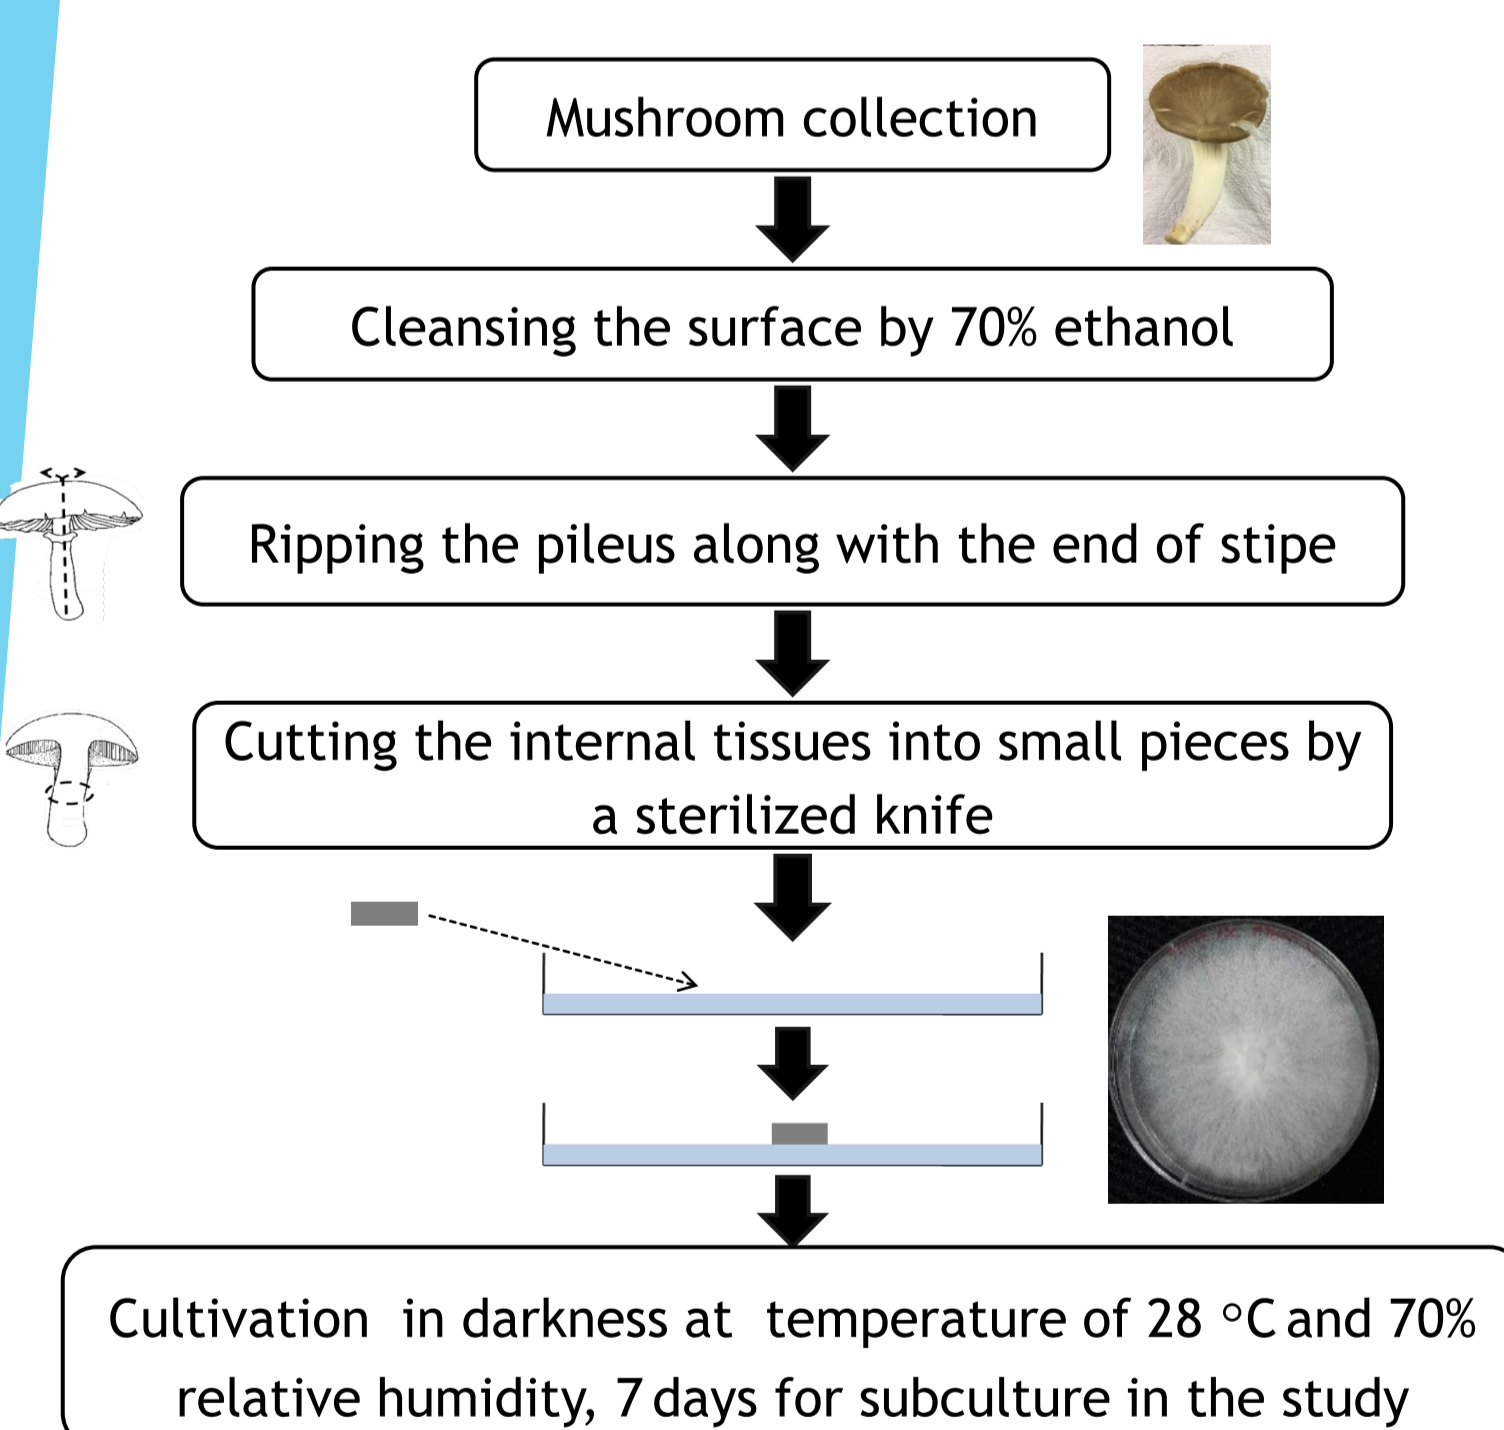 Mushroom collection
Cleansing the surface by 70% ethanol
Ripping the pileus along with the end of stipe
Cutting the internal tissues into small pieces by
a sterilized knife
Cultivation in darkness at temperature of 28 °C and 70%
relative humidity, 7 days for subculture in the study